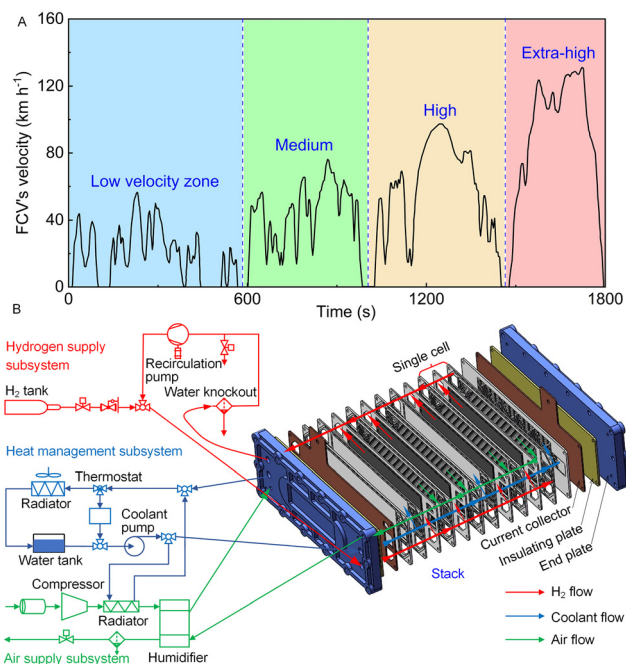 A
FCV's velocity (km h⁻¹)
160
120
80
40
0
Low velocity zone
Medium
High
Extra-high
0
600
1200
1800
Time (s)
B
Hydrogen supply
subsystem
H₂ tank
Recirculation
pump
Water knockout
Single cell
Heat management subsystem
Thermostat
Radiator
Coolant
pump
Water tank
Compressor
Radiator
Air supply subsystem
Humidifier
Stack
Current collector
Insulating plate
End plate
H₂ flow
Coolant flow
Air flow